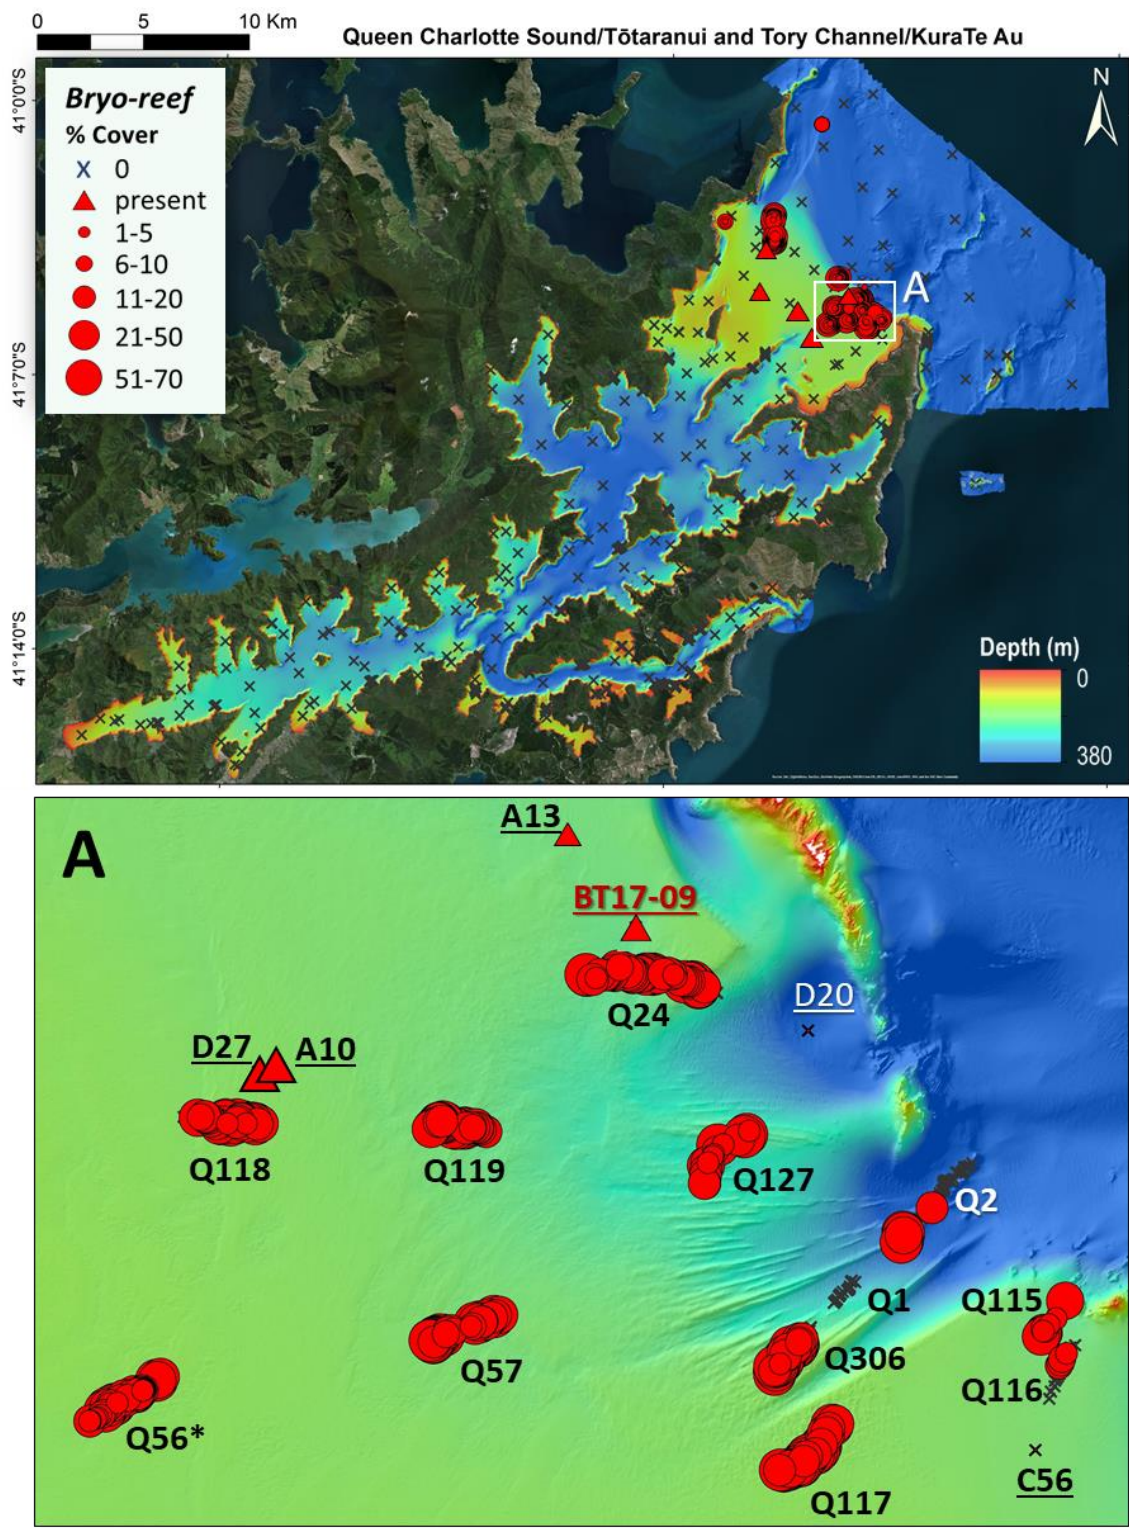 0 5 10 Km
Queen Charlotte Sound/Tōtaranui and Tory Channel/KuraTe Au
41°0'0"S
41°7'0"S
41°14'0"S
Bryo-reef
% Cover
0
present
1-5
6-10
11-20
21-50
51-70
N
A
Depth (m)
0
380
A
A13
BT17-09
Q24
D20
D27 A10
Q118
Q119
Q127
Q2
Q1
Q115
Q57
Q306
Q116
Q56*
C56
Q117